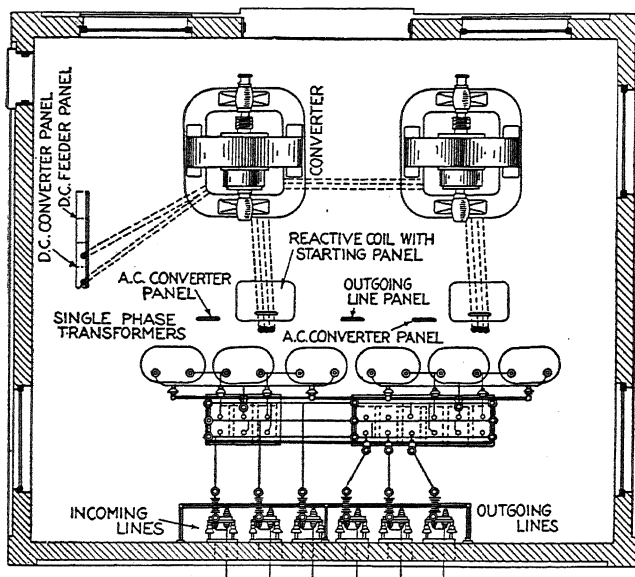 D.C. CONVERTER PANEL
D.C. FEEDER PANEL
CONVERTER
REACTIVE COIL WITH
STARTING PANEL
A.C. CONVERTER
PANEL
OUTGOING
LINE PANEL
SINGLE PHASE
TRANSFORMERS
A.C. CONVERTER PANEL
INCOMING
LINES
OUTGOING
LINES